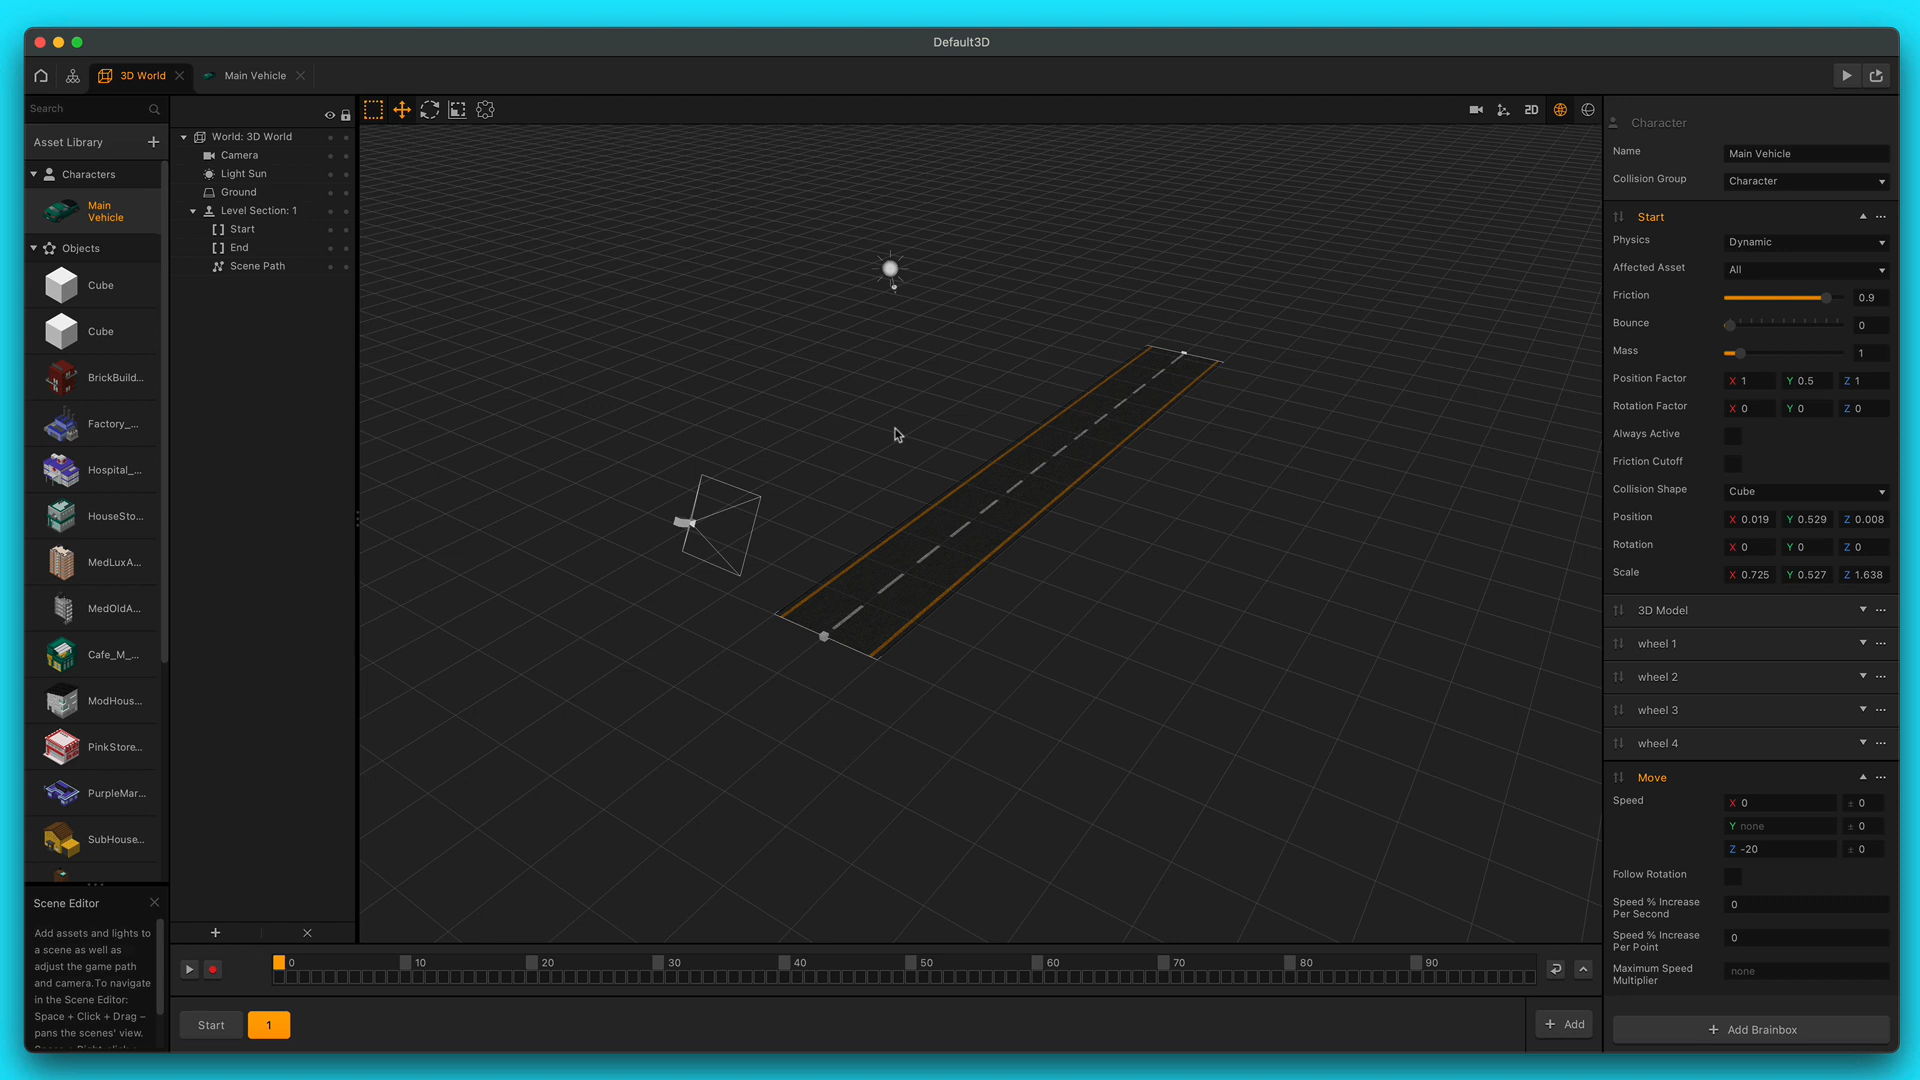 Default3D
3D World
Main Vehicle
Search
Asset Library
Characters
Main
Vehicle
Objects
Cube
Cube
BrickBuild...
Factory_...
Hospital_...
HouseSto...
MedLuxA...
MedOldA...
Cafe_M_...
ModHous...
PinkStore...
PurpleMar...
SubHouse...
Scene Editor
Add assets and lights to
a scene as well as
adjust the game path
and camera.To navigate
in the Scene Editor:
Space + Click + Drag –
pans the scenes' view.
World: 3D World
Camera
Light Sun
Ground
Level Section: 1
Start
End
Scene Path
2D
0 10 20 30 40 50 60 70 80 90
Start 1
Add
Character
Name Main Vehicle
Collision Group Character
Start
Physics Dynamic
Affected Asset All
Friction 0.9
Bounce 0
Mass 1
Position Factor X 1 Y 0.5 Z 1
Rotation Factor X 0 Y 0 Z 0
Always Active
Friction Cutoff
Collision Shape Cube
Position X 0.019 Y 0.529 Z 0.008
Rotation X 0 Y 0 Z 0
Scale X 0.725 Y 0.527 Z 1.638
3D Model
wheel 1
wheel 2
wheel 3
wheel 4
Move
Speed X 0 ± 0
Y none ± 0
Z -20 ± 0
Follow Rotation
Speed % Increase
Per Second 0
Speed % Increase
Per Point 0
Maximum Speed
Multiplier none
Add Brainbox